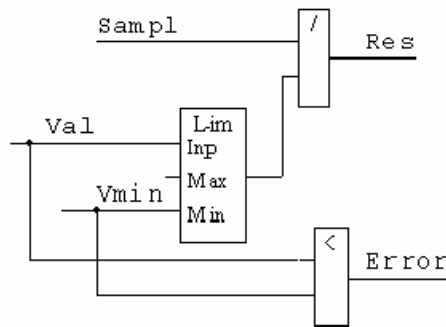 Sampl
/
Res
Val
Lim
Inp
Max
Vmin
Min
<
Error